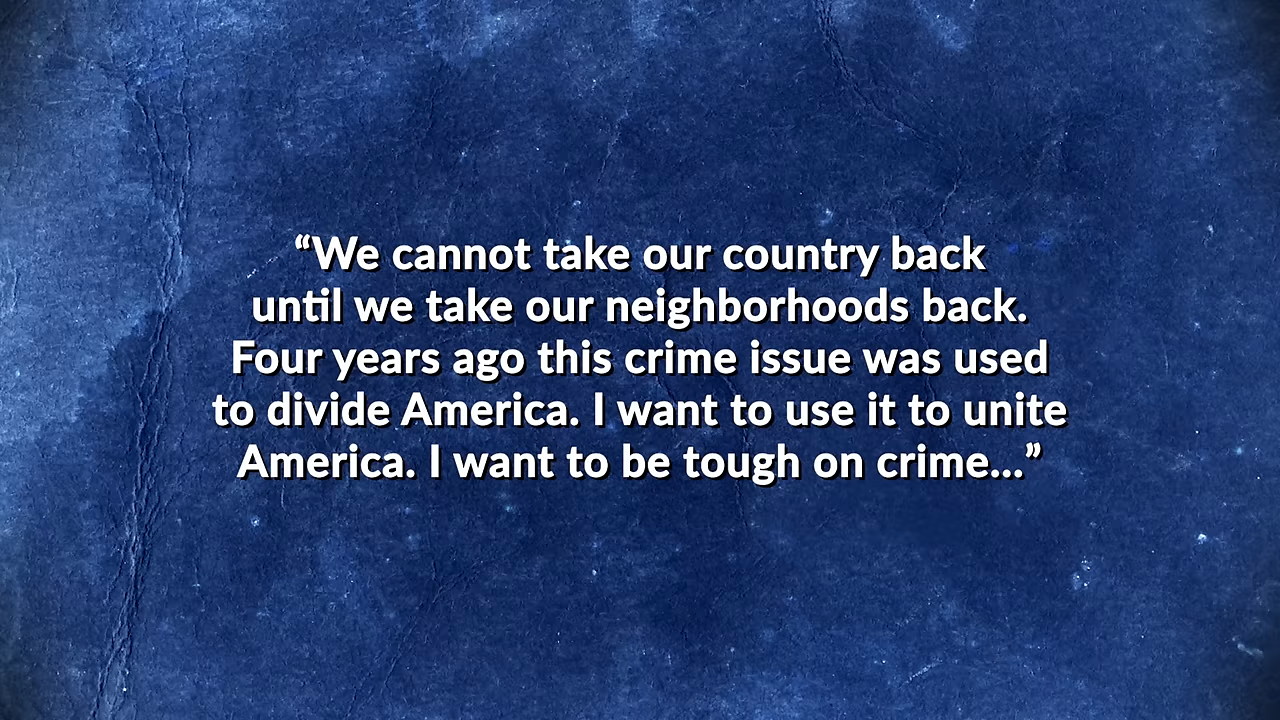 “We cannot take our country back
until we take our neighborhoods back.
Four years ago this crime issue was used
to divide America. I want to use it to unite
America. I want to be tough on crime...”